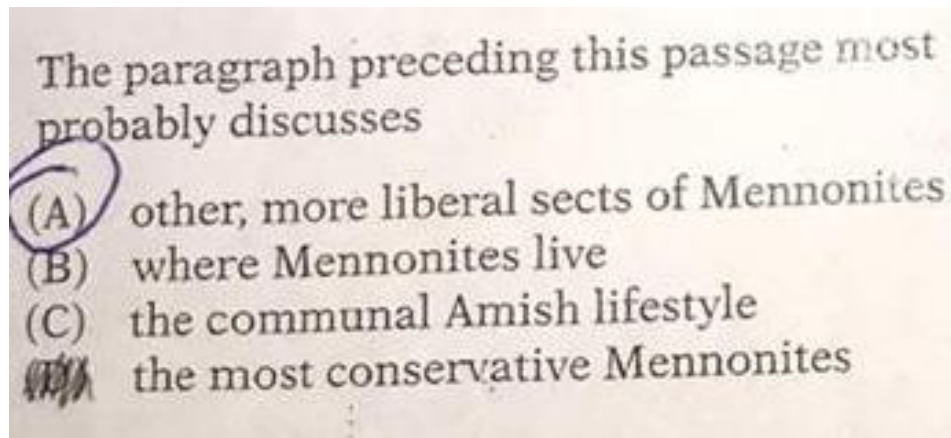 The paragraph preceding this passage most
probably discusses
(A) other, more liberal sects of Mennonites
(B) where Mennonites live
(C) the communal Amish lifestyle
the most conservative Mennonites